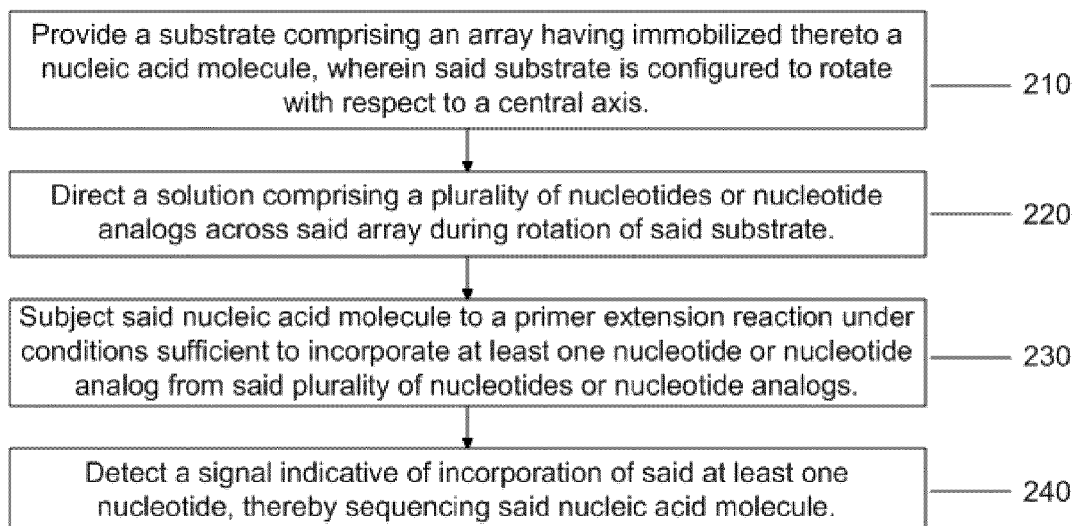 Provide a substrate comprising an array having immobilized thereto a
nucleic acid molecule, wherein said substrate is configured to rotate
with respect to a central axis.
210
Direct a solution comprising a plurality of nucleotides or nucleotide
analogs across said array during rotation of said substrate.
220
Subject said nucleic acid molecule to a primer extension reaction under
conditions sufficient to incorporate at least one nucleotide or nucleotide
analog from said plurality of nucleotides or nucleotide analogs.
230
Detect a signal indicative of incorporation of said at least one
nucleotide, thereby sequencing said nucleic acid molecule.
240